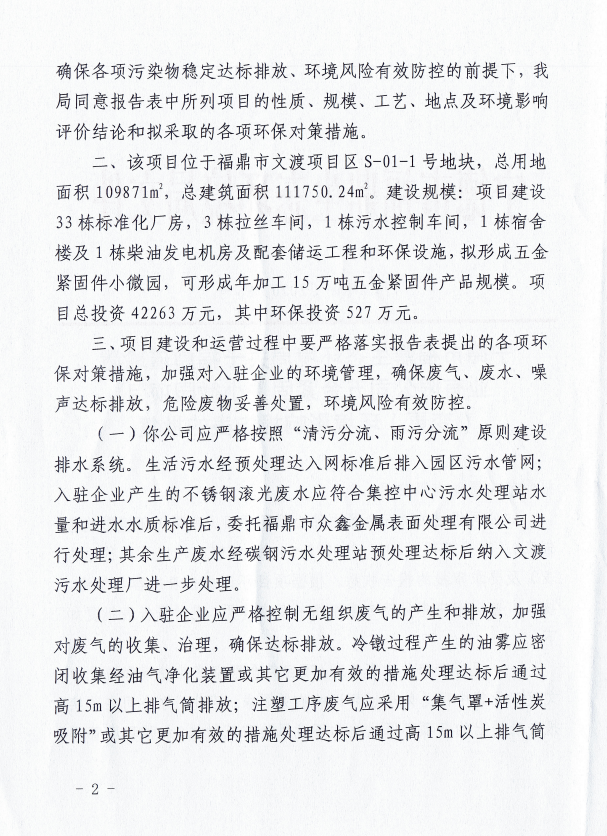 确保各项污染物稳定达标排放、环境风险有效防控的前提下，我
局同意报告表中所列项目的性质、规模、工艺、地点及环境影响
评价结论和拟采取的各项环保对策措施。
二、该项目位于福鼎市文渡项目区 S-01-1 号地块，总用地
面积 109871㎡，总建筑面积 111750.24㎡。建设规模：项目建设
33 栋标准化厂房，3 栋拉丝车间，1 栋污水控制车间，1 栋宿舍
楼及 1 栋柴油发电机房及配套储运工程和环保设施，拟形成五金
紧固件小微园，可形成年加工 15 万吨五金紧固件产品规模。项
目总投资 42263 万元，其中环保投资 527 万元。
三、项目建设和运营过程中要严格落实报告表提出的各项环
保对策措施，加强对入驻企业的环境管理，确保废气、废水、噪
声达标排放，危险废物妥善处置，环境风险有效防控。
（一）你公司应严格按照“清污分流、雨污分流”原则建设
排水系统。生活污水经预处理达入网标准后排入园区污水管网；
入驻企业产生的不锈钢滚光废水应符合集控中心污水处理站水
量和进水水质标准后，委托福鼎市众鑫金属表面处理有限公司进
行处理；其余生产废水经碳钢污水处理站预处理达标后纳入文渡
污水处理厂进一步处理。
（二）入驻企业应严格控制无组织废气的产生和排放，加强
对废气的收集、治理，确保达标排放。冷镦过程产生的油雾应密
闭收集经油气净化装置或其它更加有效的措施处理达标后通过
高 15m 以上排气筒排放；注塑工序废气应采用“集气罩+活性炭
吸附”或其它更加有效的措施处理达标后通过高 15m 以上排气筒
- 2 -